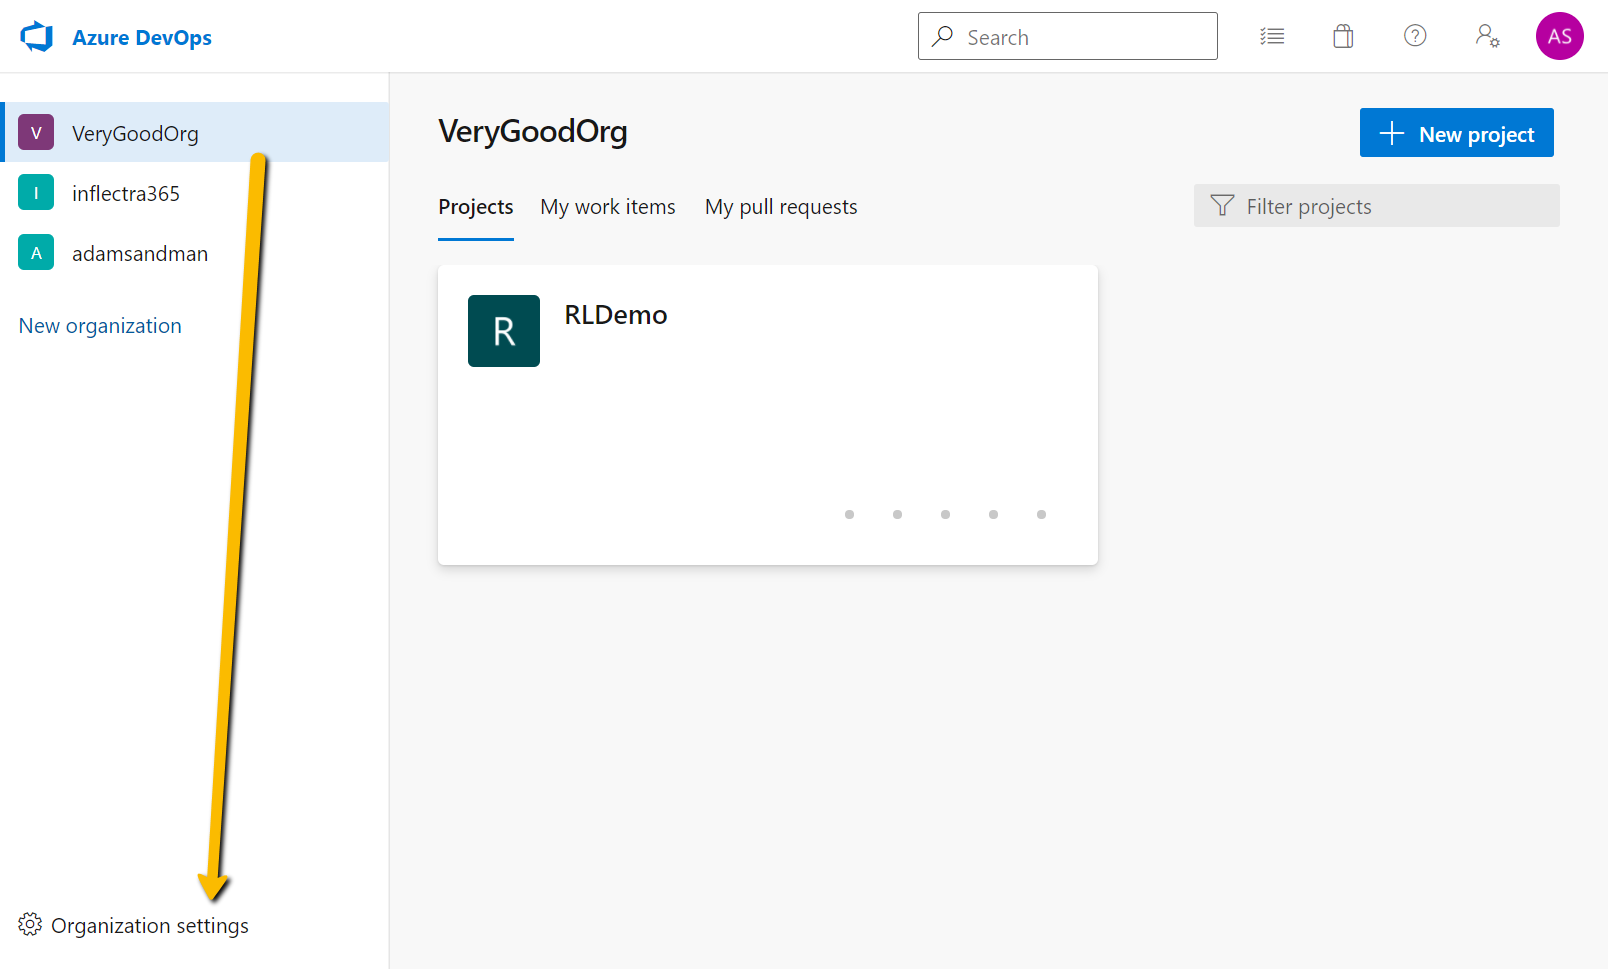 Azure DevOps
Search
AS
V VeryGoodOrg
I inflectra365
A adamsandman
New organization
Organization settings
VeryGoodOrg
New project
Projects My work items My pull requests
Filter projects
R RLDemo